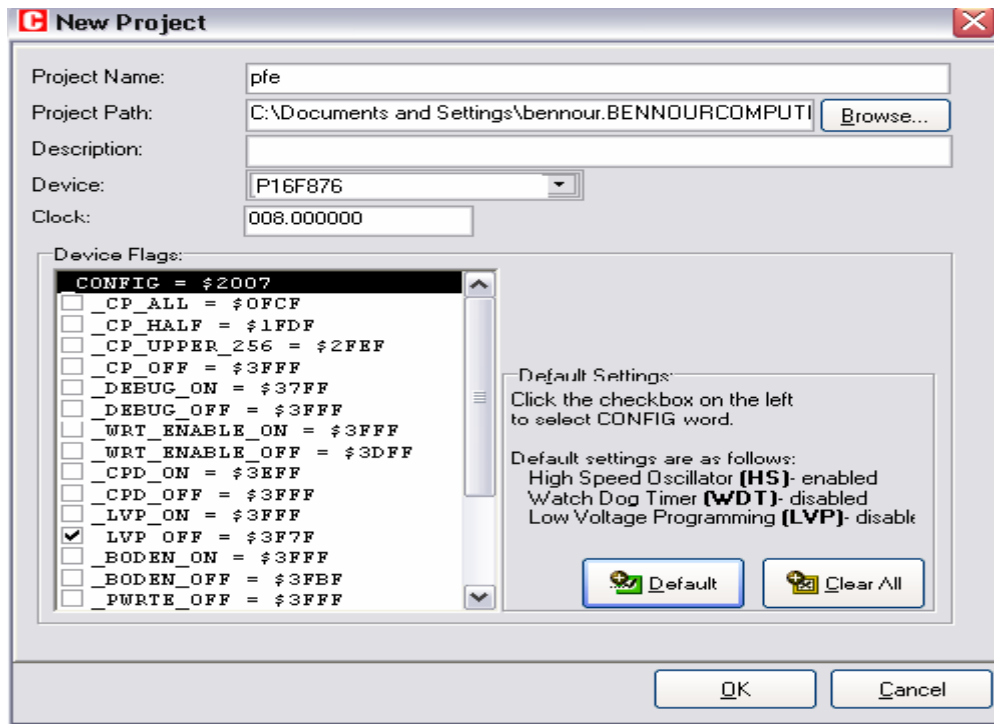 C New Project
Project Name: pfe
Project Path: C:\Documents and Settings\bennour.BENNOURCOMPUTI Browse...
Description:
Device: P16F876
Clock: 008.000000
Device Flags:
_CONFIG = $2007
_CP_ALL = $0FCF
_CP_HALF = $1FDF
_CP_UPPER_256 = $2FEF
_CP_OFF = $3FFF
_DEBUG_ON = $37FF
_DEBUG_OFF = $3FFF
_WRT_ENABLE_ON = $3FFF
_WRT_ENABLE_OFF = $3DFF
_CPD_ON = $3EFF
_CPD_OFF = $3FFF
_LVP_ON = $3FFF
_LVP_OFF = $3F7F
_BODEN_ON = $3FFF
_BODEN_OFF = $3FBF
_PWRTE_OFF = $3FFF
Default Settings:
Click the checkbox on the left
to select CONFIG word.
Default settings are as follows:
High Speed Oscillator (HS)- enabled
Watch Dog Timer (WDT)- disabled
Low Voltage Programming (LVP)- disable
Default
Clear All
OK
Cancel